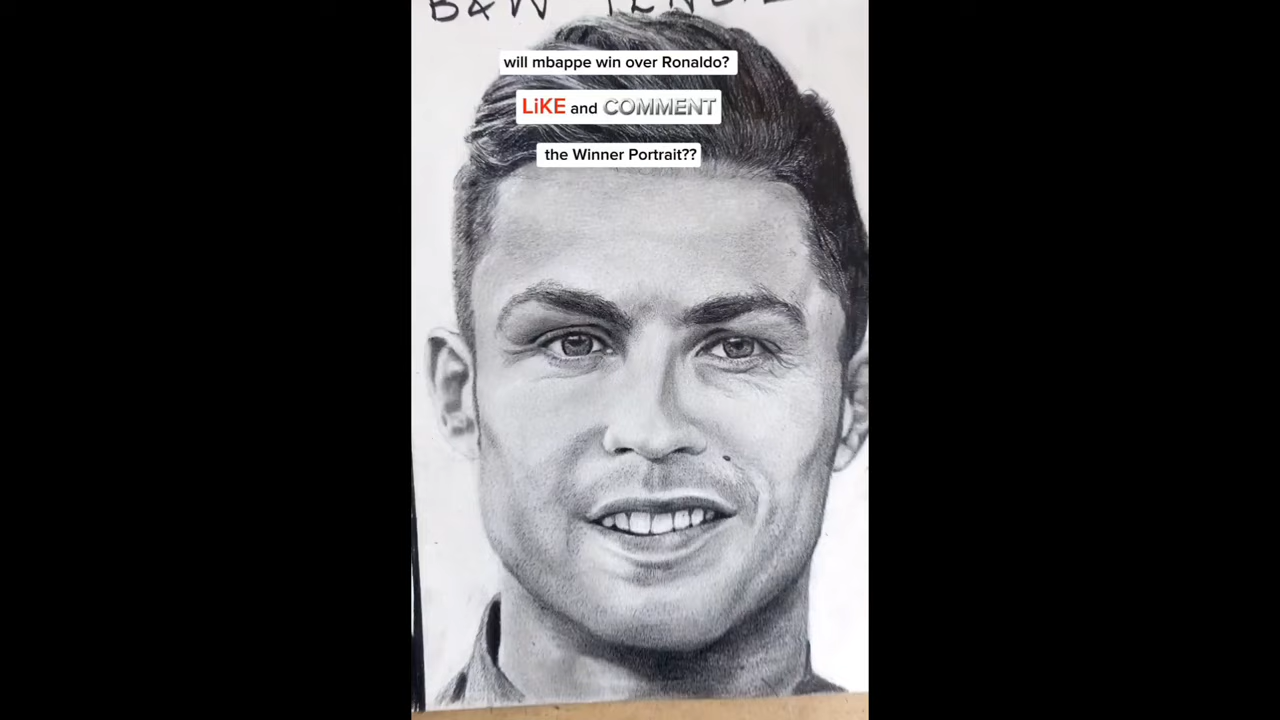 B&W
will mbappe win over Ronaldo?
LiKE and COMMENT
the Winner Portrait??